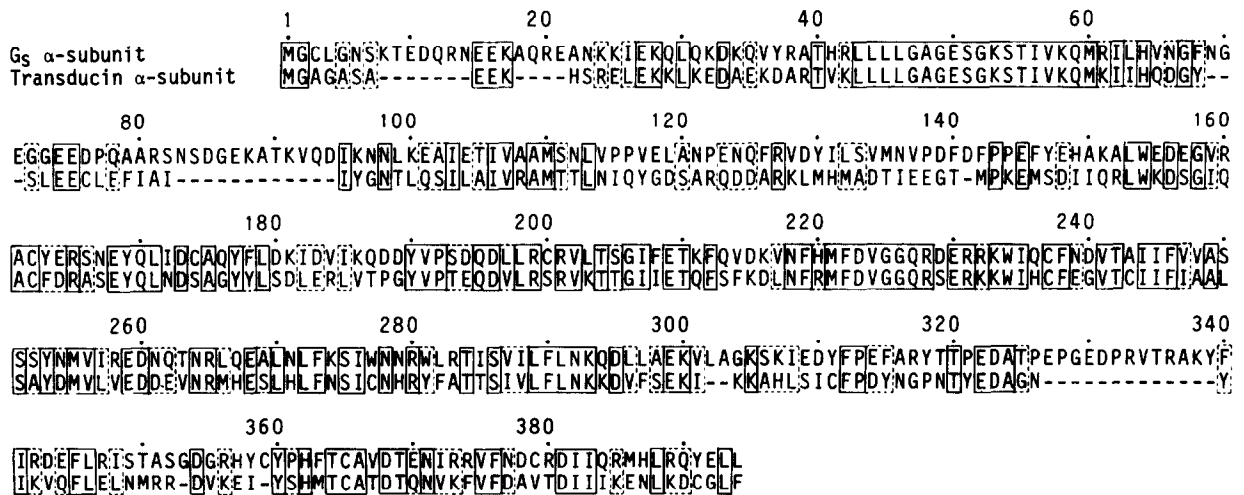 1 20 40 60
Gs α-subunit MGCLGNSKTEDQRNEEKAQREANKKIEKQLQKDKQVYRATHRLLLLGAGESGKSTIVKQMRILHVNGFNG
Transducin α-subunit MGAGASA-------EEK----HSRELEKKLKEDAEKDARTVKLLLLGAGESGKSTIVKQMKIIHQDGY--
80 100 120 140 160
EGGEEDPQAARSNSDGEKATKVQDIKNNLKEAIETIVAAMSNLVPPVELANPENQFRVDYILSVMNVPDFDFPPEFYEHAKALWEDEGVR
-SLEECLEFIAI------------IYGNTLQSILAIVRAMTTLNIQYGDSARQDDARKLMHMADTIEEGT-MPKEMSDIIQRLWKDSGIQ
180 200 220 240
ACYERSNEYQLIDCAQYFLDKIDVIKQDDYVPSDQDLLRCRVLTSGIFETKFQVDKVNFHMFDVGGQRDERRKWIQCFNDVTAIIFVVAS
ACFDRASEYQLNDSAGYYLSDLERLVTPGYVPTEQDVLRSRVKTTGIIETQFSFKDLNFRMFDVGGQRSERKKWIHCFEGVTCIIFIAAL
260 280 300 320 340
SSYNMVIREDNQTNRLQEALNLFKSIWNNRWLRTISVILFLNKQDLLAEKVLAGKSKIEDYFPEFARYTTPEDATPEPGEDPRVTRAKYF
SAYDMVLVEDDEVNRMHESLHLFNSICNHRYFATTSIVLFLNKKDVFSEKI--KKAHLSICFPDYNGPNTYEDAGN-------------Y
360 380
IRDEFLRISTASGDGRHYCYPHFTCAVDTENIRRVFNDCRDIIQRMHLRQYELL
IKVQFLELNMRR-DVKEI-YSHMTCATDTQNVKFVFDAVTDIIIKENLKDCGLF